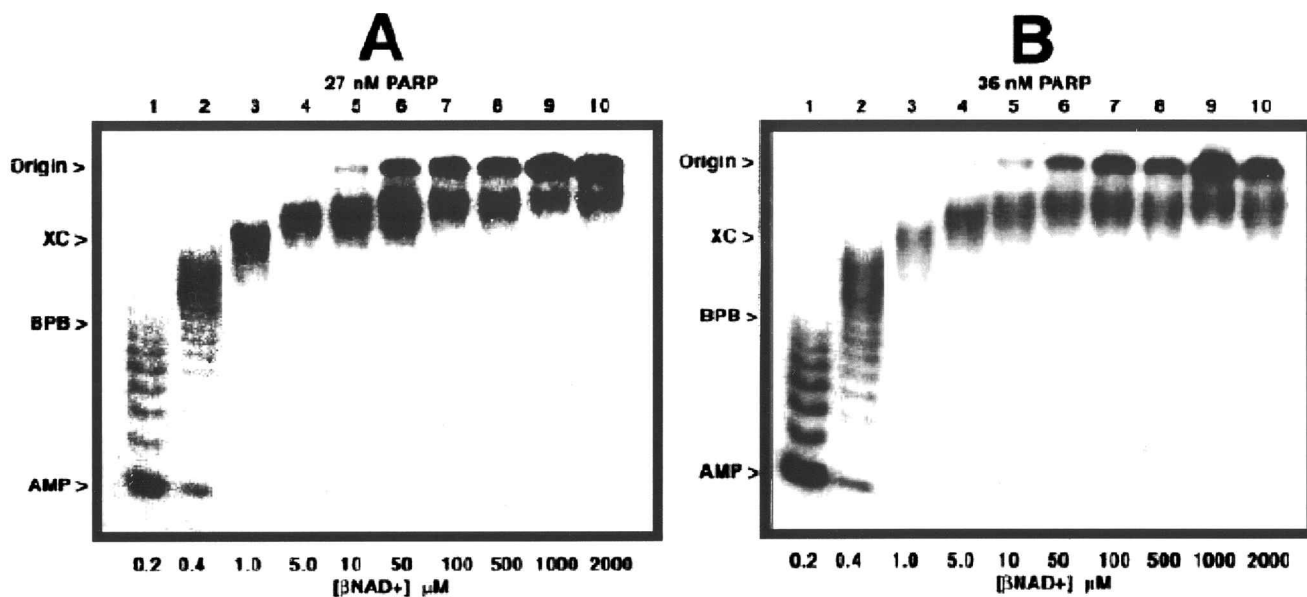 A
27 nM PARP
1 2 3 4 5 6 7 8 9 10
Origin >
XC >
BPB >
AMP >
0.2 0.4 1.0 5.0 10 50 100 500 1000 2000
[βNAD+] μM
B
36 nM PARP
1 2 3 4 5 6 7 8 9 10
Origin >
XC >
BPB >
AMP >
0.2 0.4 1.0 5.0 10 50 100 500 1000 2000
[βNAD+] μM